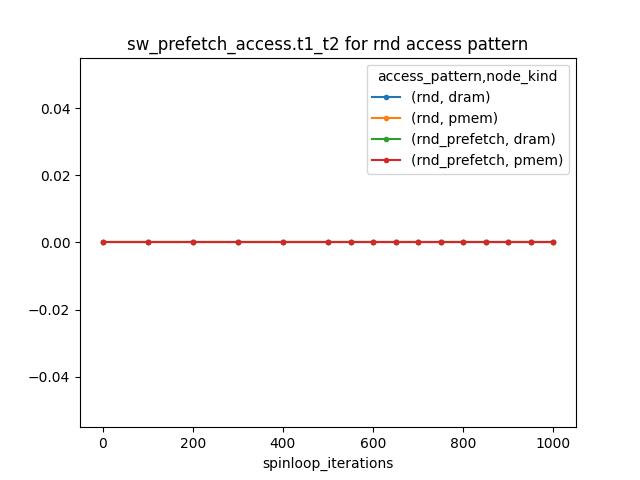 sw_prefetch_access.t1_t2 for rnd access pattern
access_pattern,node_kind
(rnd, dram)
(rnd, pmem)
(rnd_prefetch, dram)
(rnd_prefetch, pmem)
0.04
0.02
0.00
−0.02
−0.04
0 200 400 600 800 1000
spinloop_iterations